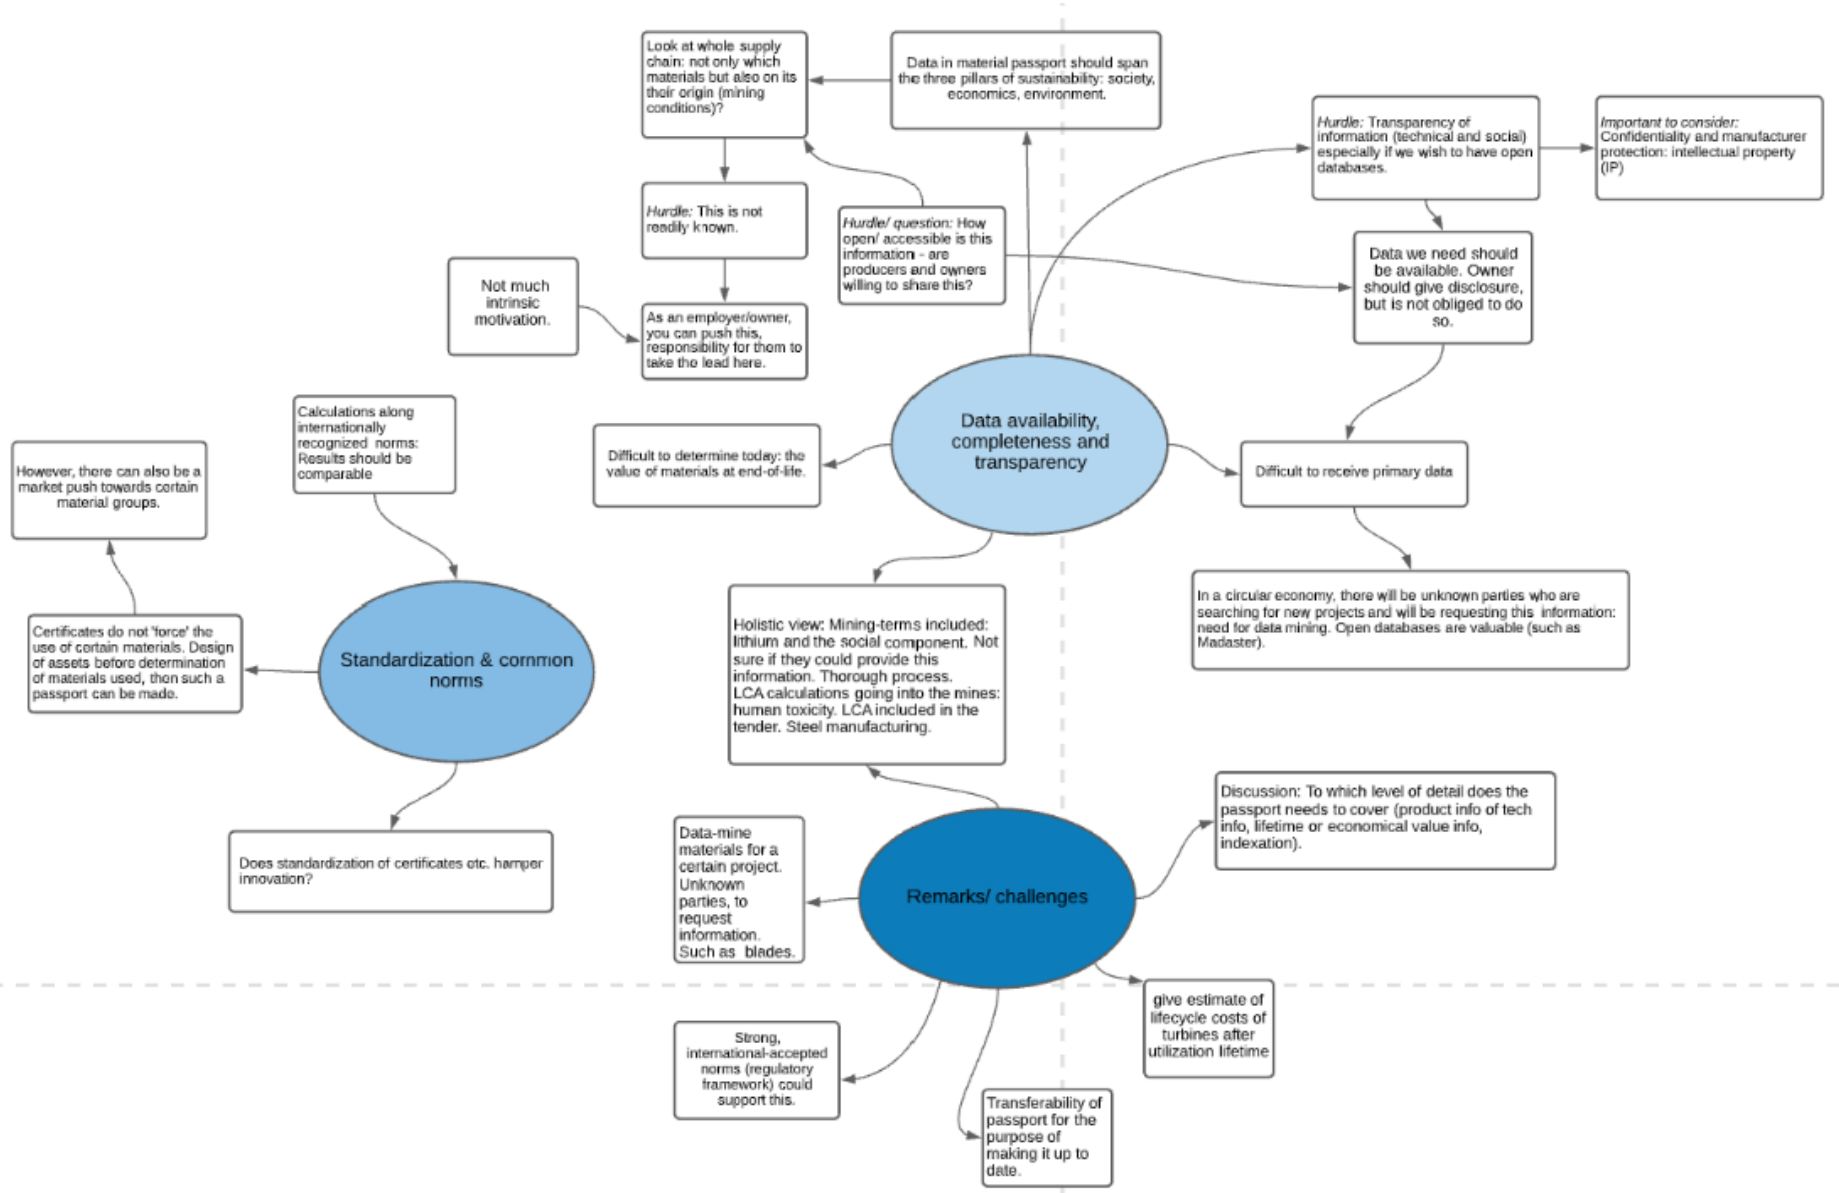 Look at whole supply
chain: not only which
materials but also on its
their origin (mining
conditions)?
Data in material passport should span
the three pillars of sustainability: society,
economics, environment.
Hurdle: Transparency of
information (technical and social)
especially if we wish to have open
databases.
Important to consider:
Confidentiality and manufacturer
protection: intellectual property
(IP)
Hurdle: This is not
readily known.
Hurdle/ question: How
open/ accessible is this
information - are
producers and owners
willing to share this?
Data we need should
be available. Owner
should give disclosure,
but is not obliged to do
so.
Not much
intrinsic
motivation.
As an employer/owner,
you can push this,
responsibility for them to
take the lead here.
Data availability,
completeness and
transparency
Calculations along
internationally
recognized norms:
Results should be
comparable
However, there can also be a
market push towards certain
material groups.
Difficult to determine today: the
value of materials at end-of-life.
Difficult to receive primary data
In a circular economy, there will be unknown parties who are
searching for new projects and will be requesting this information:
need for data mining. Open databases are valuable (such as
Madaster).
Holistic view: Mining-terms included:
lithium and the social component. Not
sure if they could provide this
information. Thorough process.
LCA calculations going into the mines:
human toxicity. LCA included in the
tender. Steel manufacturing.
Certificates do not 'force' the
use of certain materials. Design
of assets before determination
of materials used, then such a
passport can be made.
Standardization & common
norms
Does standardization of certificates etc. hamper
innovation?
Discussion: To which level of detail does the
passport needs to cover (product info of tech
info, lifetime or economical value info,
indexation).
Data-mine
materials for a
certain project.
Unknown
parties, to
request
information.
Such as blades.
Remarks/ challenges
give estimate of
lifecycle costs of
turbines after
utilization lifetime
Strong,
international-accepted
norms (regulatory
framework) could
support this.
Transferability of
passport for the
purpose of
making it up to
date.